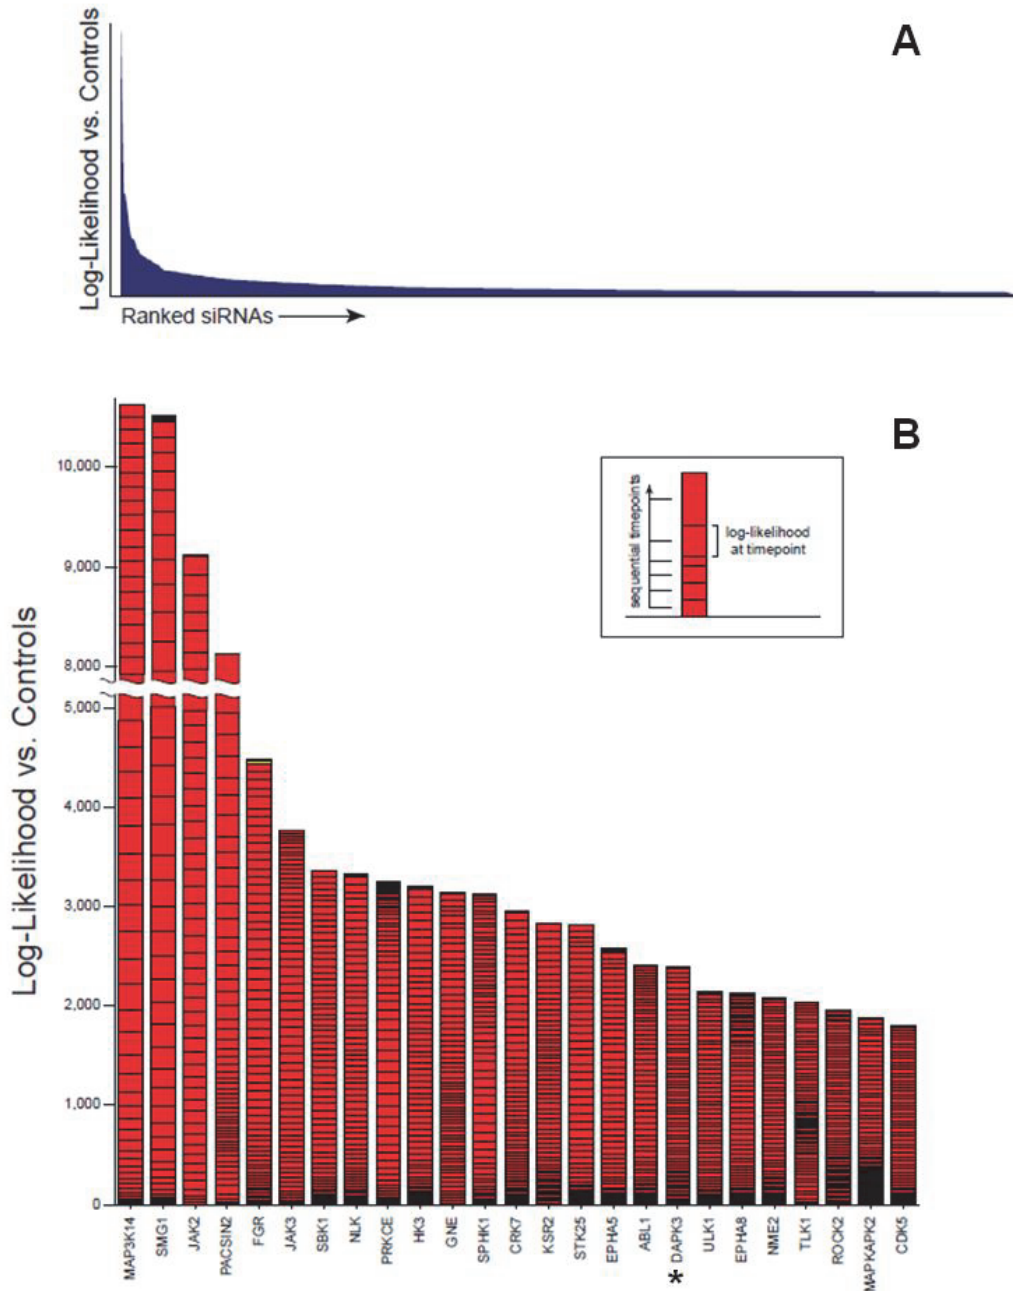 A
Log-Likelihood vs. Controls
Ranked siRNAs
B
Log-Likelihood vs. Controls
10,000
9,000
8,000
5,000
4,000
3,000
2,000
1,000
0
sequential timepoints
log-likelihood
at timepoint
MAP3K14
SMG1
JAK2
PACSIN2
FGR
JAK3
SBK1
NLK
PRKCE
HK3
GNE
SPHK1
CRK7
KSR2
STK25
EPHA5
ABL1
* DAPK3
ULK1
EPHA8
NME2
TLK1
ROCK2
MAPKAPK2
CDK5